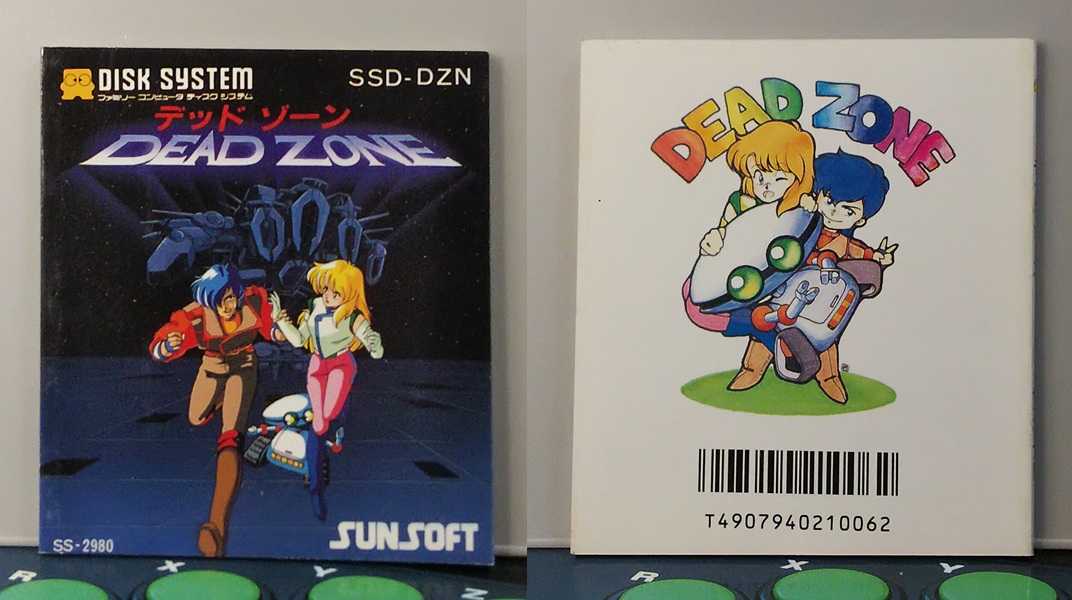 DISK SYSTEM
ファミリー コンピュータ ディスク システム
SSD-DZN
デッド ゾーン
DEAD ZONE
SUNSOFT
SS-2980
R X Y Z
DEAD ZONE
T4907940210062
R X Y